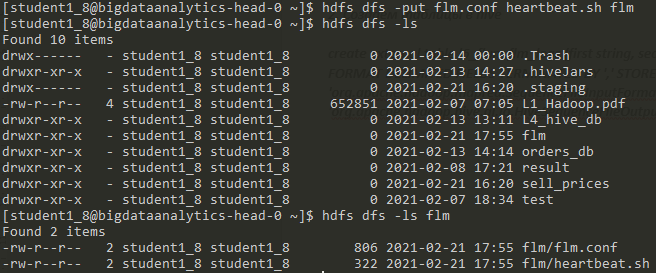 [student1_8@bigdataanalytics-head-0 ~]$ hdfs dfs -put flm.conf heartbeat.sh flm
[student1_8@bigdataanalytics-head-0 ~]$ hdfs dfs -ls
Found 10 items
drwx------   - student1_8 student1_8          0 2021-02-14 00:00 .Trash
drwxr-xr-x   - student1_8 student1_8          0 2021-02-13 14:27 .hiveJars
drwx------   - student1_8 student1_8          0 2021-02-21 16:20 .staging
-rw-r--r--   4 student1_8 student1_8     652851 2021-02-07 07:05 L1_Hadoop.pdf
drwxr-xr-x   - student1_8 student1_8          0 2021-02-13 13:11 L4_hive_db
drwxr-xr-x   - student1_8 student1_8          0 2021-02-21 17:55 flm
drwxr-xr-x   - student1_8 student1_8          0 2021-02-13 14:14 orders_db
drwxr-xr-x   - student1_8 student1_8          0 2021-02-08 17:21 result
drwxr-xr-x   - student1_8 student1_8          0 2021-02-21 16:20 sell_prices
drwxr-xr-x   - student1_8 student1_8          0 2021-02-07 18:34 test
[student1_8@bigdataanalytics-head-0 ~]$ hdfs dfs -ls flm
Found 2 items
-rw-r--r--   2 student1_8 student1_8        806 2021-02-21 17:55 flm/flm.conf
-rw-r--r--   2 student1_8 student1_8        322 2021-02-21 17:55 flm/heartbeat.sh